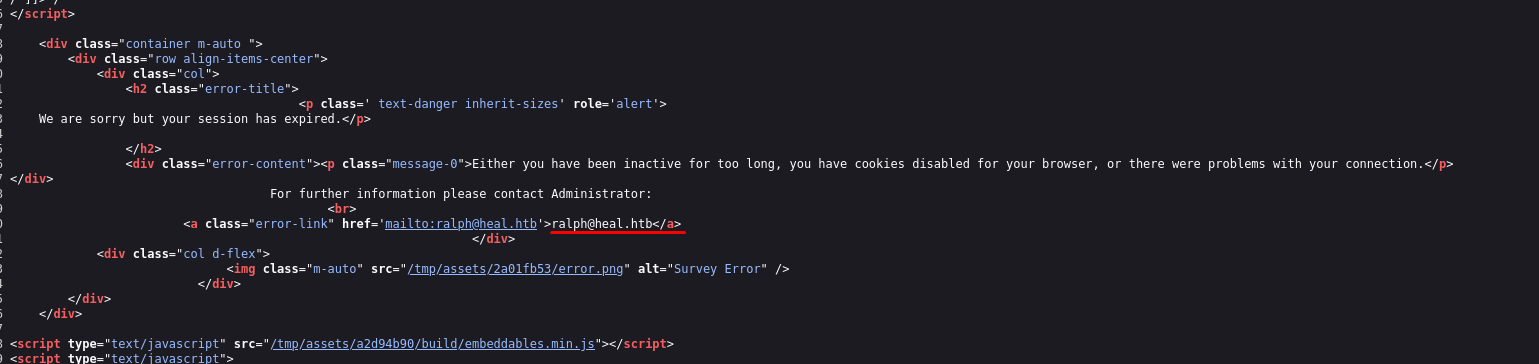 </script>
<div class="container m-auto ">
<div class="row align-items-center">
<div class="col">
<h2 class="error-title">
<p class=' text-danger inherit-sizes' role='alert'>
We are sorry but your session has expired.</p>
</h2>
<div class="error-content"><p class="message-0">Either you have been inactive for too long, you have cookies disabled for your browser, or there were problems with your connection.</p>
</div>
For further information please contact Administrator:
<br>
<a class="error-link" href='mailto:ralph@heal.htb'>ralph@heal.htb</a>
</div>
<div class="col d-flex">
<img class="m-auto" src="/tmp/assets/2a01fb53/error.png" alt="Survey Error" />
</div>
</div>
</div>
<script type="text/javascript" src="/tmp/assets/a2d94b90/build/embeddables.min.js"></script>
<script type="text/javascript">